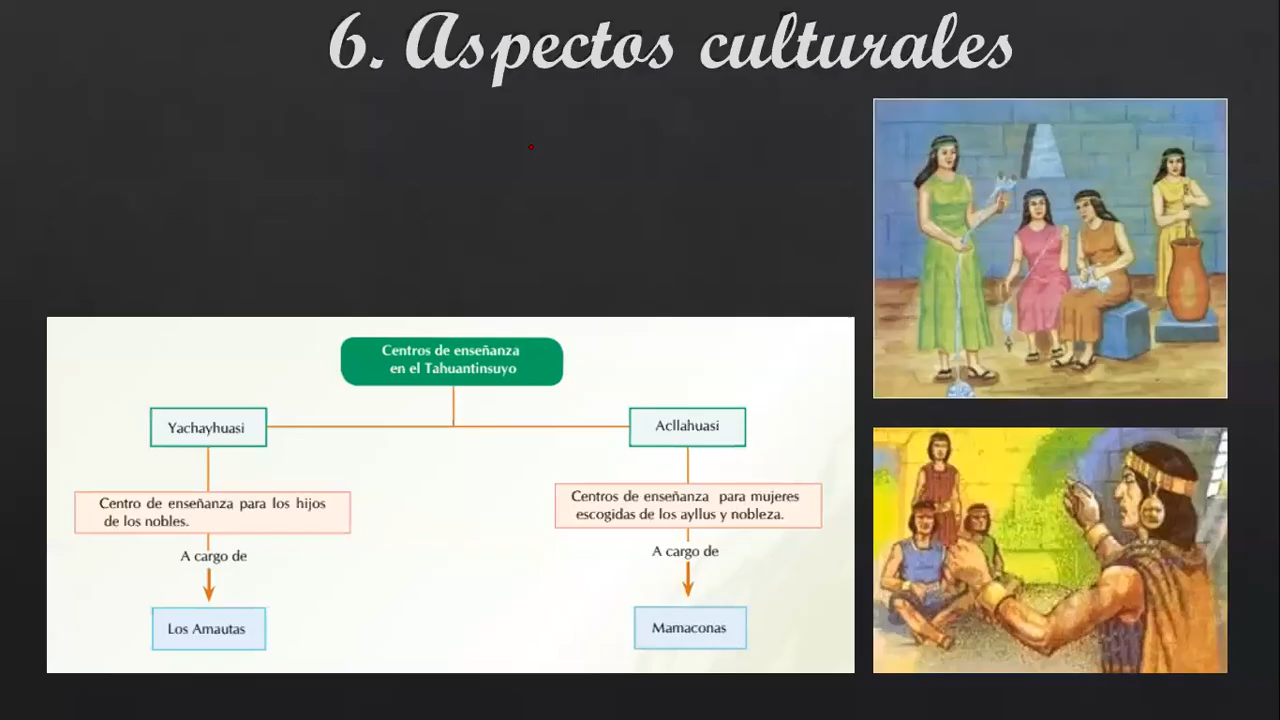 6. Aspectos culturales
Centros de enseñanza
en el Tahuantinsuyo
Yachayhuasi
Acllahuasi
Centro de enseñanza para los hijos
de los nobles.
Centros de enseñanza para mujeres
escogidas de los ayllus y nobleza.
A cargo de
A cargo de
Los Amautas
Mamaconas